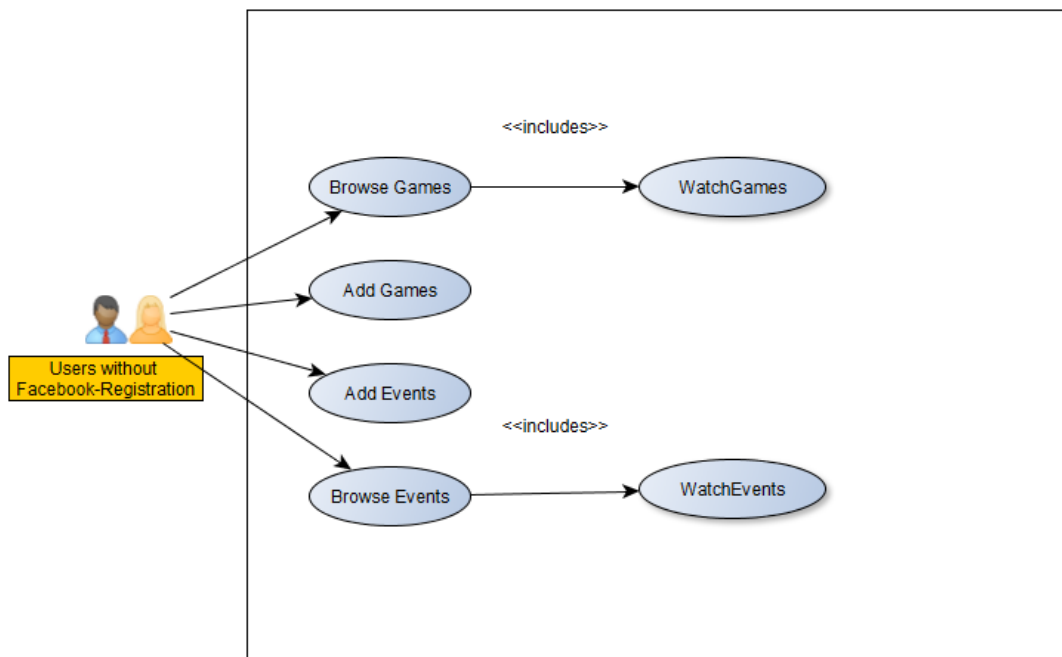 <<includes>>
Browse Games
WatchGames
Add Games
Users without
Facebook-Registration
Add Events
<<includes>>
Browse Events
WatchEvents